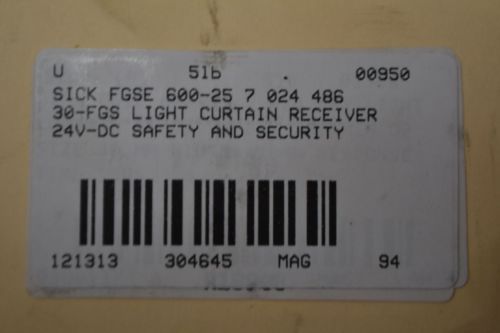 U 51b . 00950
SICK FGSE 600-25 7 024 486
30-FGS LIGHT CURTAIN RECEIVER
24V-DC SAFETY AND SECURITY
121313 304645 MAG 94